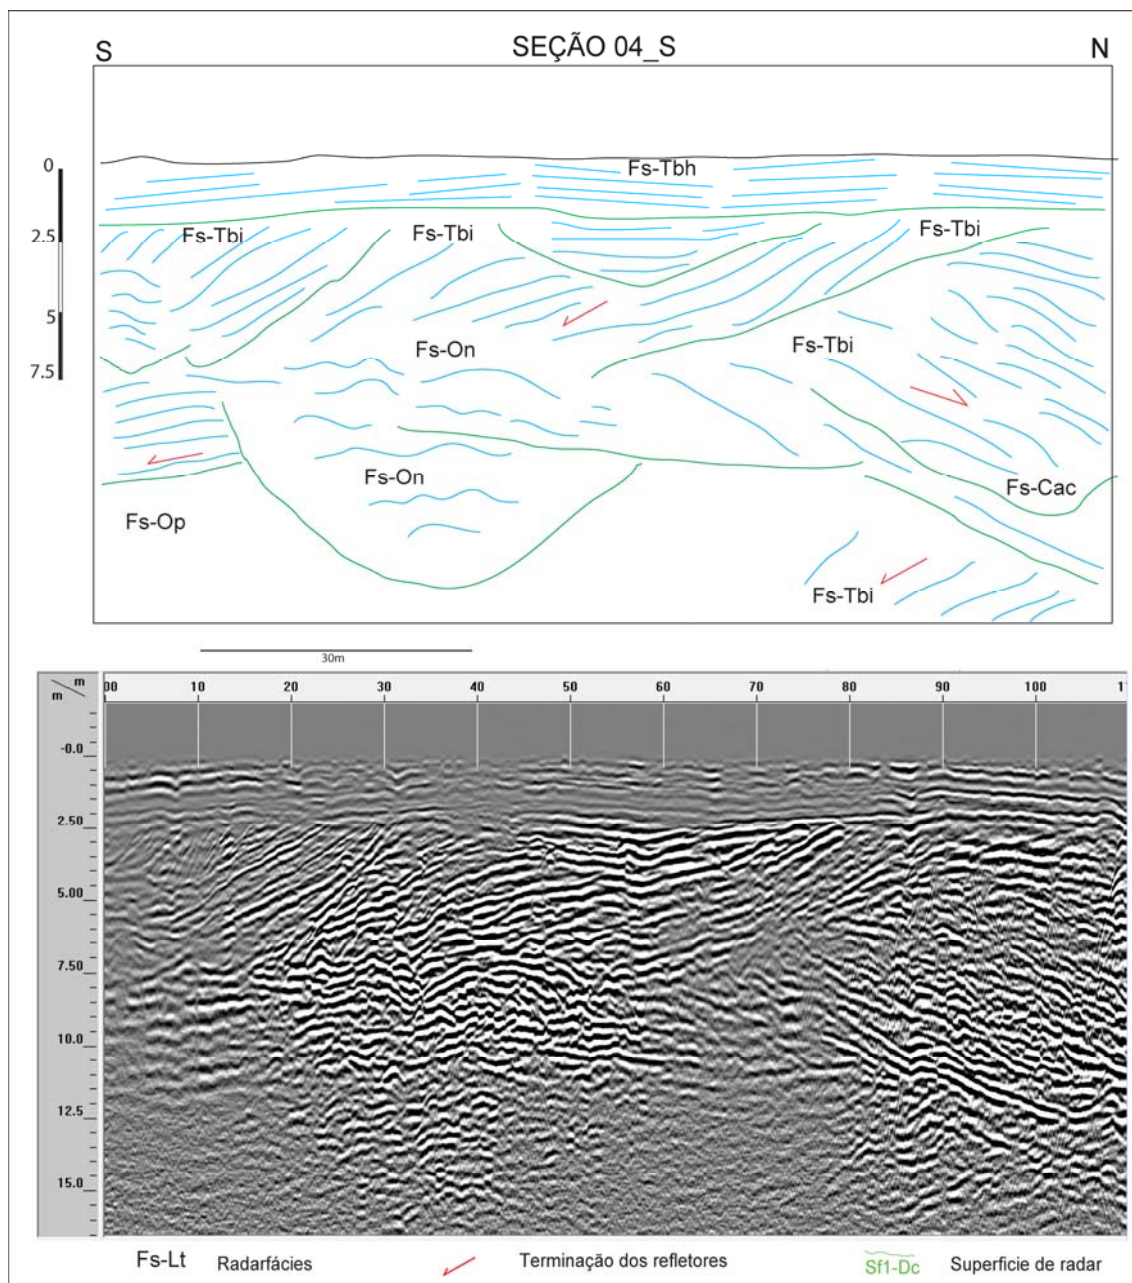 SEÇÃO 04_S
S N
0
Fs-Tbh
2.5
Fs-Tbi Fs-Tbi Fs-Tbi
5
Fs-On Fs-Tbi
7.5
Fs-On Fs-Cac
Fs-Op
Fs-Tbi
30m
m
m
00 10 20 30 40 50 60 70 80 90 100 11
-0.0
2.50
5.00
7.50
10.0
12.5
15.0
Fs-Lt Radarfácies Terminação dos refletores Sf1-Dc Superficie de radar